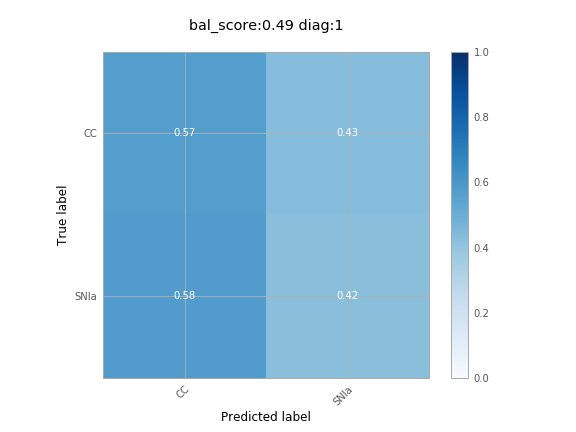 bal_score:0.49 diag:1
True label
CC
0.57
0.43
SNIa
0.58
0.42
CC
SNIa
Predicted label
1.0
0.8
0.6
0.4
0.2
0.0